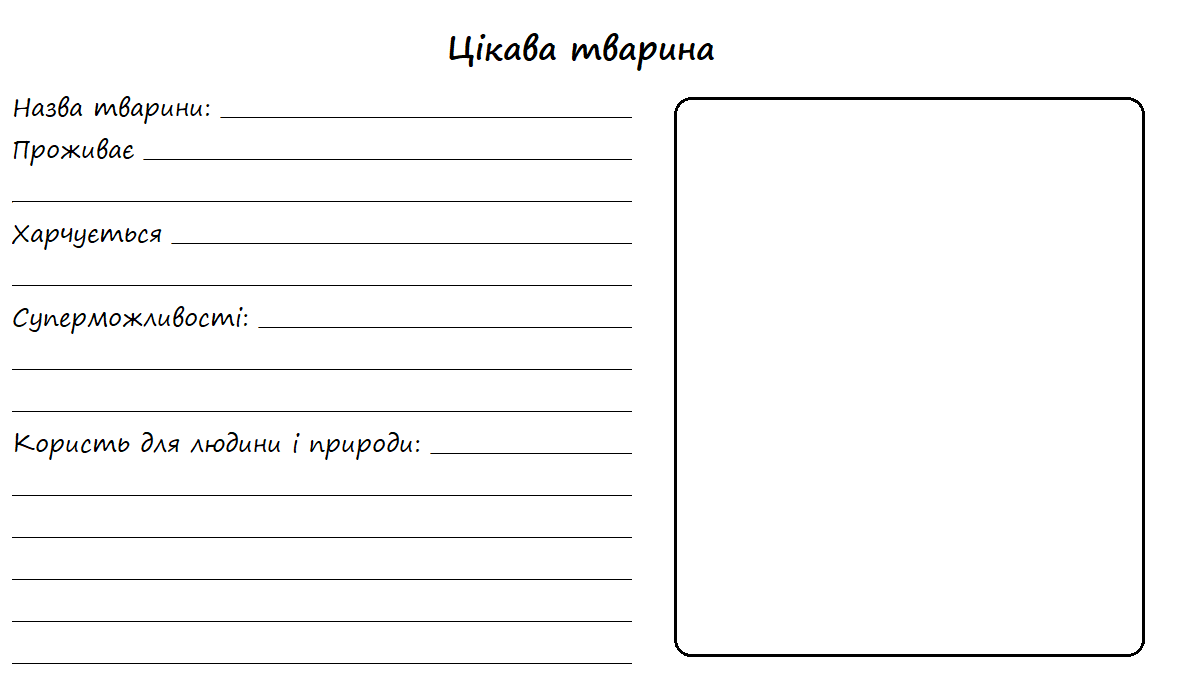 Цікава тварина
Назва тварини:
Проживає
Харчується
Суперможливості:
Користь для людини і природи: